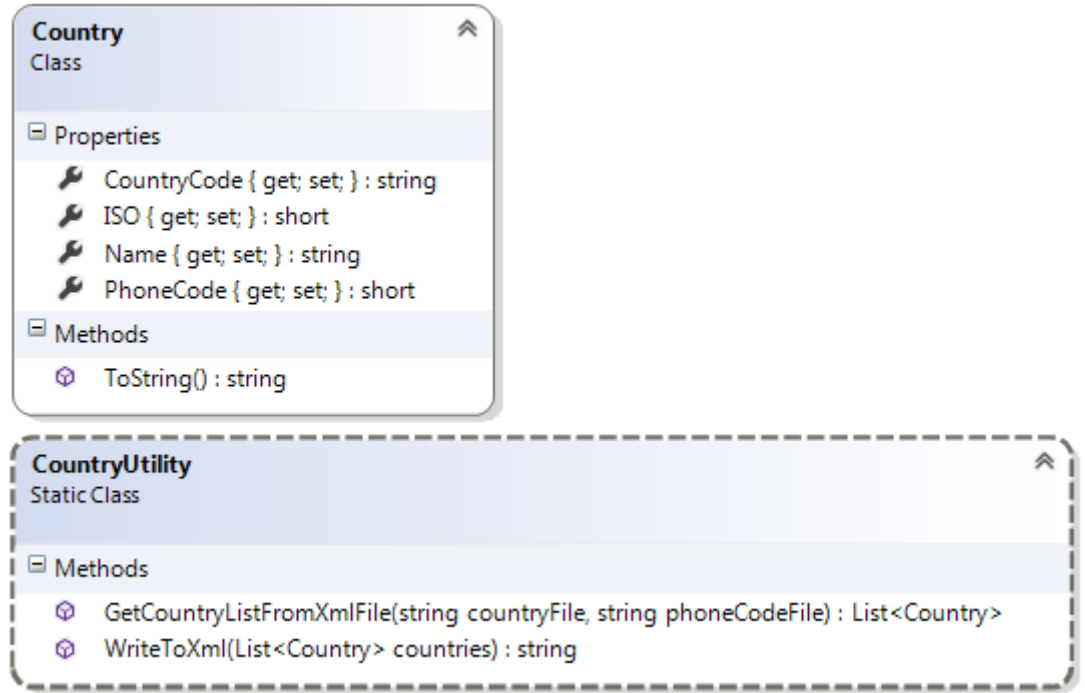 Country
Class
Properties
CountryCode { get; set; } : string
ISO { get; set; } : short
Name { get; set; } : string
PhoneCode { get; set; } : short
Methods
ToString() : string
CountryUtility
Static Class
Methods
GetCountryListFromXmlFile(string countryFile, string phoneCodeFile) : List<Country>
WriteToXml(List<Country> countries) : string